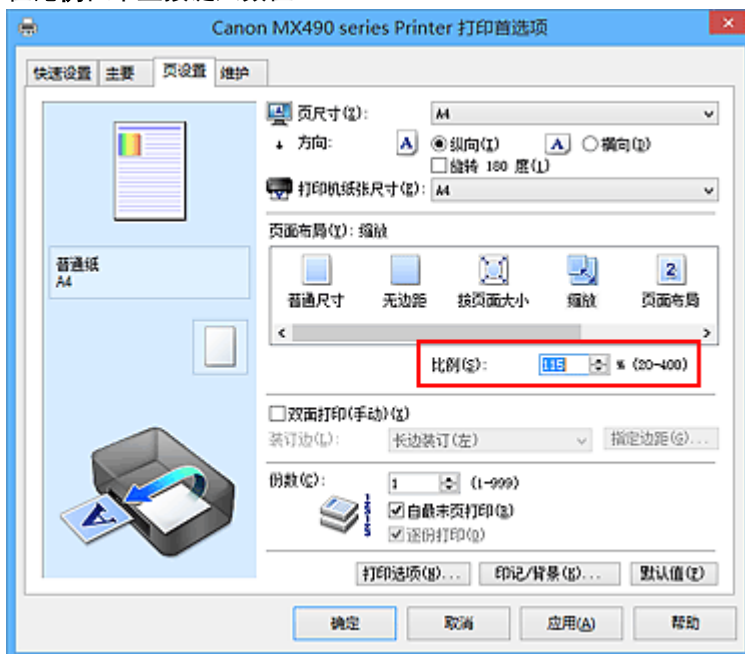 Canon MX490 series Printer 打印首选项
快速设置 主要 页设置 维护
页尺寸(Z): A4
方向: A 纵向(I) A 横向(D)
旋转 180 度(L)
打印机纸张尺寸(E): A4
页面布局(Y): 缩放
普通纸
A4
普通尺寸 无边距 按页面大小 缩放 页面布局
比例(S): 115 % (20-400)
双面打印(手动)(X)
装订边(L): 长边装订(左) 指定边距(G)...
份数(C): 1 (1-999)
自最末页打印(R)
逐份打印(O)
打印选项(N)... 印记/背景(K)... 默认值(F)
确定 取消 应用(A) 帮助